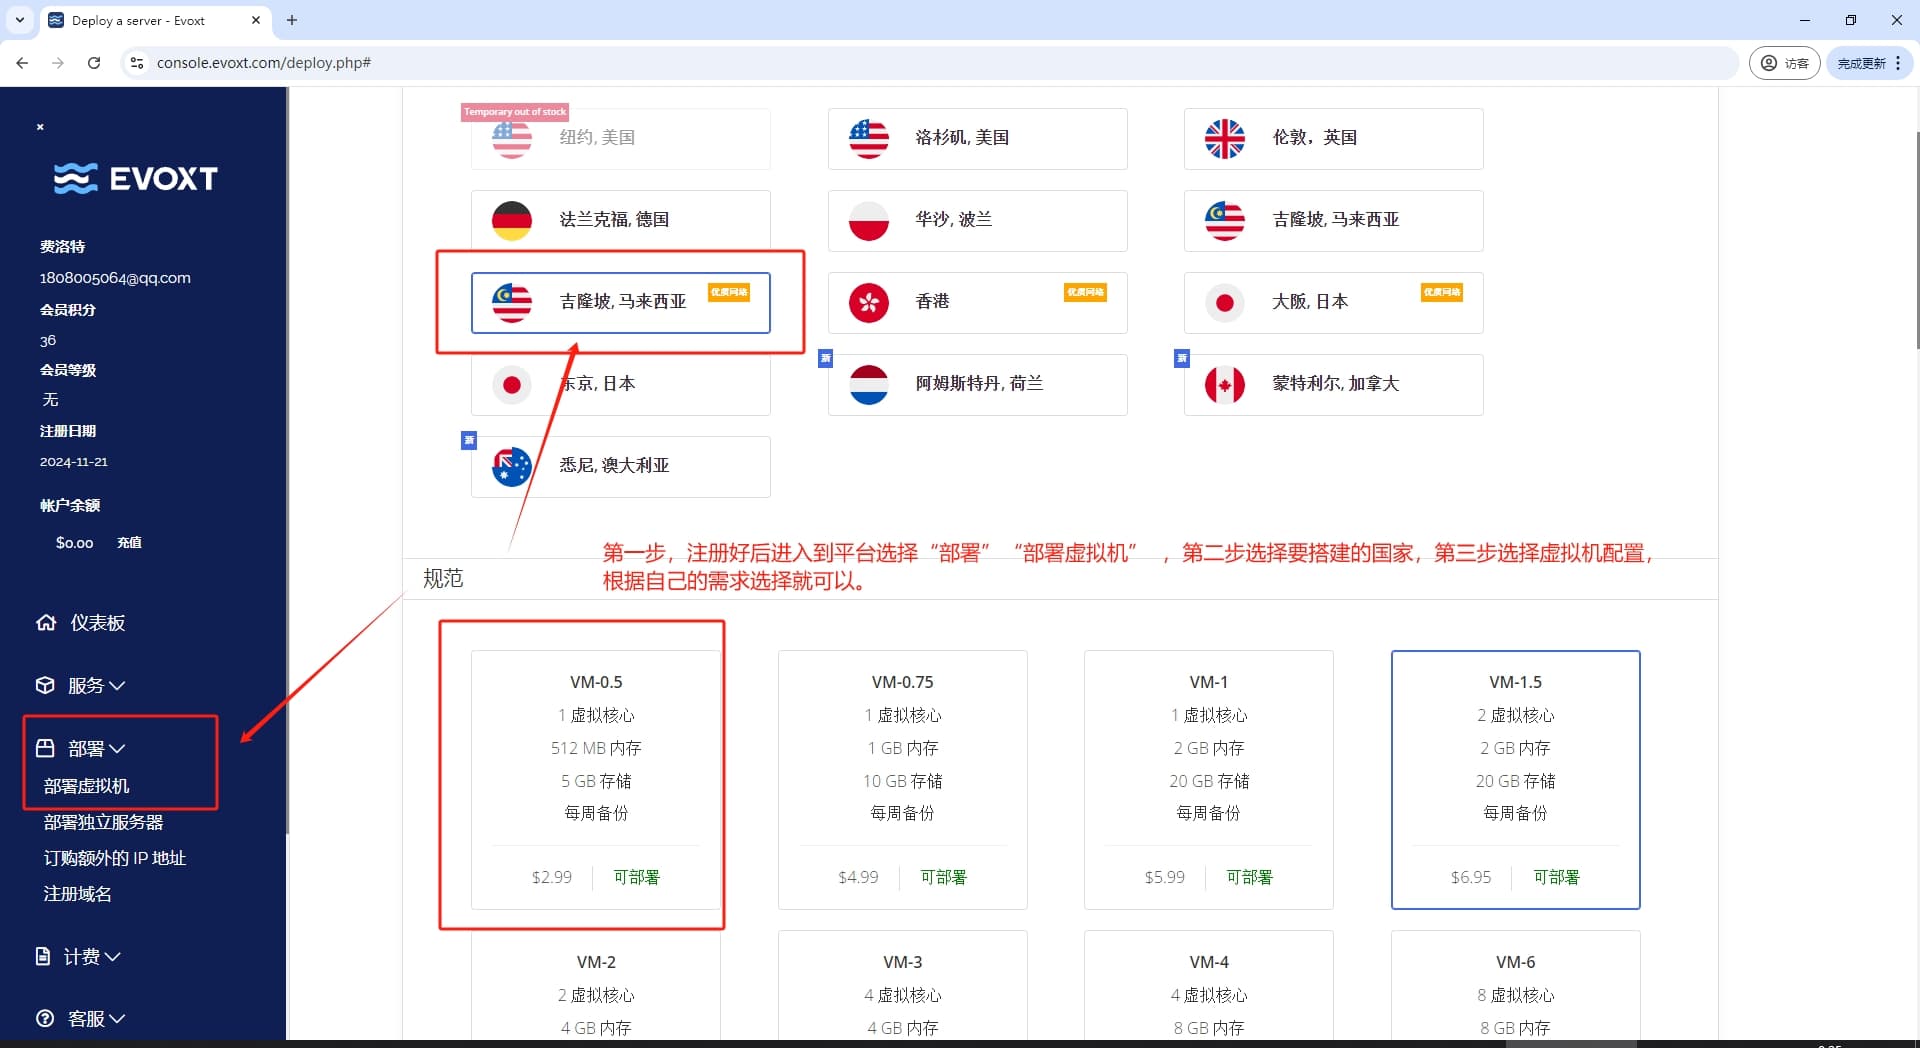 Deploy a server - Evoxt
console.evoxt.com/deploy.php#
访客
完成更新
EVOXT
费洛特
1808005064@qq.com
会员积分
36
会员等级
无
注册日期
2024-11-21
帐户余额
$0.00 充值
仪表板
服务
部署
部署虚拟机
部署独立服务器
订购额外的 IP 地址
注册域名
计费
客服
Temporary out of stock
纽约, 美国
洛杉矶, 美国
伦敦，英国
法兰克福, 德国
华沙, 波兰
吉隆坡, 马来西亚
吉隆坡, 马来西亚
优质网络
香港
优质网络
大阪, 日本
优质网络
东京, 日本
新
阿姆斯特丹, 荷兰
新
蒙特利尔, 加拿大
新
悉尼, 澳大利亚
第一步，注册好后进入到平台选择“部署”“部署虚拟机”，第二步选择要搭建的国家，第三步选择虚拟机配置，
根据自己的需求选择就可以。
规范
VM-0.5
1 虚拟核心
512 MB 内存
5 GB 存储
每周备份
$2.99 可部署
VM-0.75
1 虚拟核心
1 GB 内存
10 GB 存储
每周备份
$4.99 可部署
VM-1
1 虚拟核心
2 GB 内存
20 GB 存储
每周备份
$5.99 可部署
VM-1.5
2 虚拟核心
2 GB 内存
20 GB 存储
每周备份
$6.95 可部署
VM-2
2 虚拟核心
4 GB 内存
VM-3
4 虚拟核心
4 GB 内存
VM-4
4 虚拟核心
8 GB 内存
VM-6
8 虚拟核心
8 GB 内存